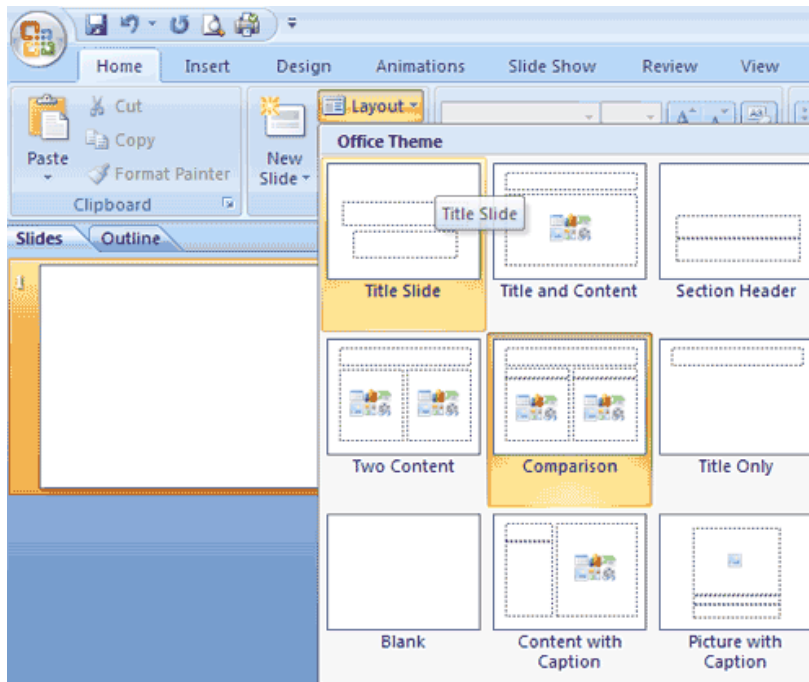 Home Insert Design Animations Slide Show Review View
Cut
Layout
Copy
Office Theme
Paste
Format Painter
New
Slide
Clipboard
Title Slide
Slides Outline
1
Title Slide Title and Content Section Header
Two Content Comparison Title Only
Blank Content with Caption Picture with Caption